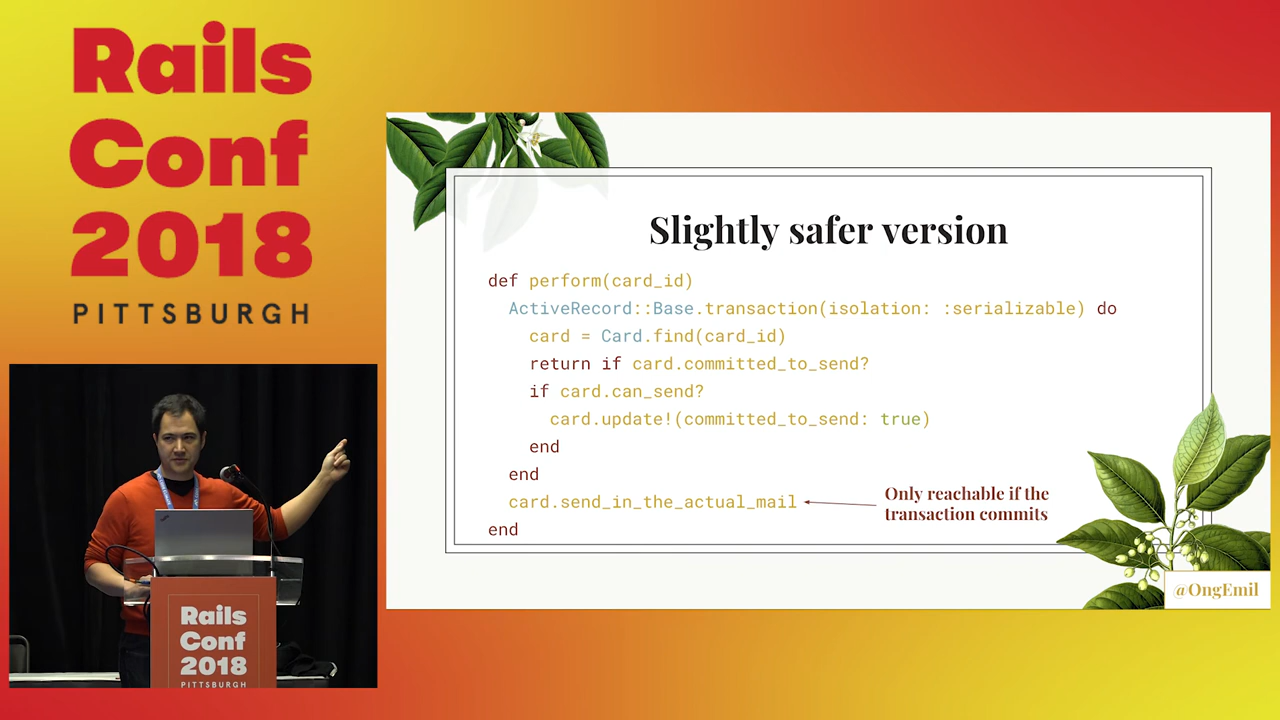 Rails
Conf
2018
PITTSBURGH
Slightly safer version
def perform(card_id)
  ActiveRecord::Base.transaction(isolation: :serializable) do
    card = Card.find(card_id)
    return if card.committed_to_send?
    if card.can_send?
      card.update!(committed_to_send: true)
    end
  end
  card.send_in_the_actual_mail
end
Only reachable if the
transaction commits
@OngEmil
Rails
Conf
2018
PITTSBURGH